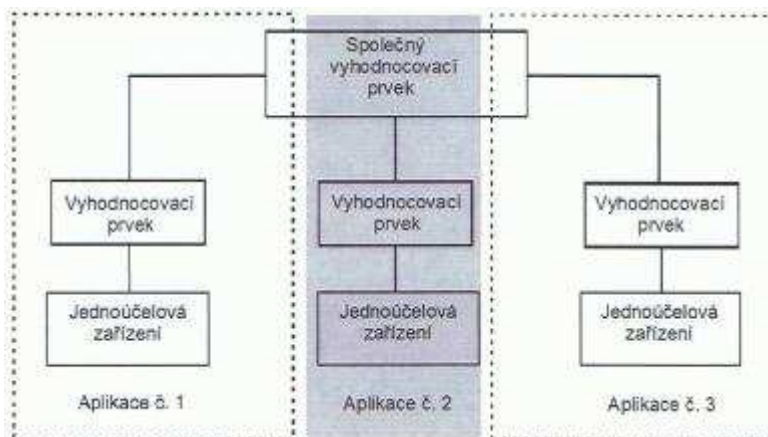 Společný
vyhodnocovací
prvek
Vyhodnocovací
prvek
Vyhodnocovací
prvek
Vyhodnocovací
prvek
Jednoúčelová
zařízení
Jednoúčelová
zařízení
Jednoúčelová
zařízení
Aplikace č. 1
Aplikace č. 2
Aplikace č. 3